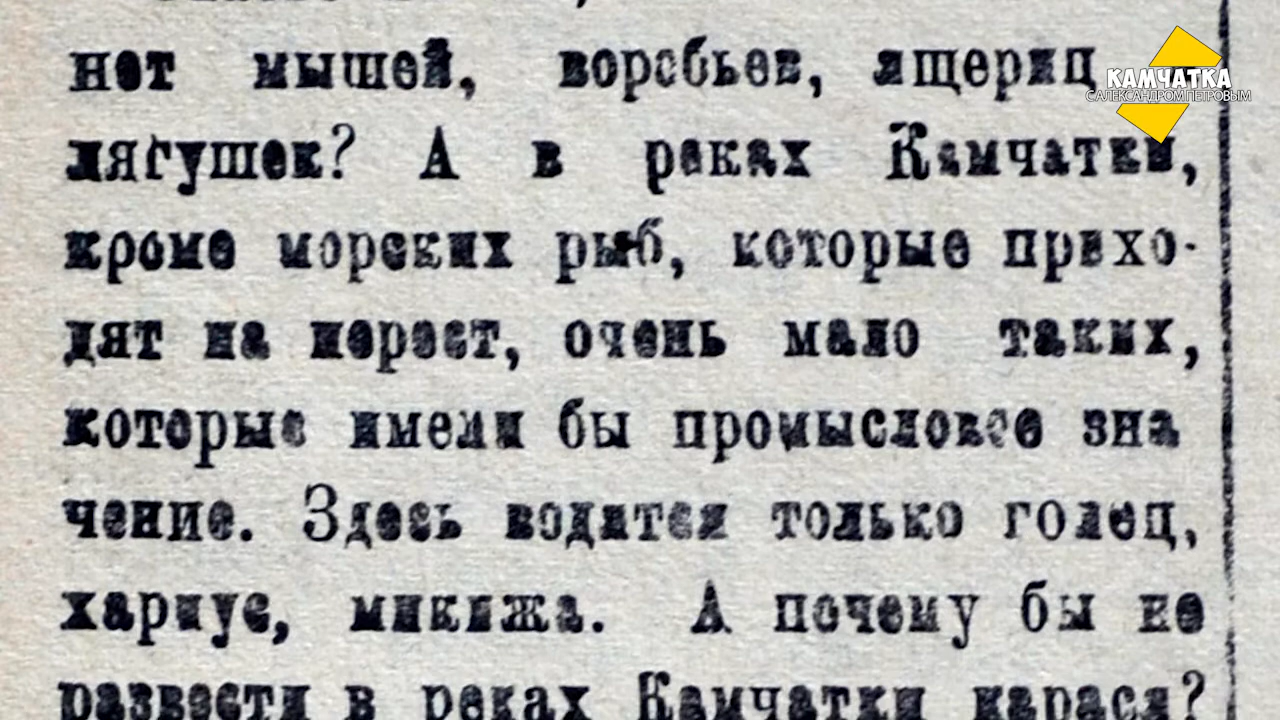 нет мышей, воробьев, ящериц
КАМЧАТКА
С АЛЕКСАНДРОМ ПЕТРОВЫМ
лягушек? А в реках Камчатки,
кроме морских рыб, которые прихо-
дят на нерест, очень мало таких,
которые имели бы промысловое зна
чение. Здесь водятся только голец,
хариус, микижа. А почему бы не
развести в реках Камчатки карася?